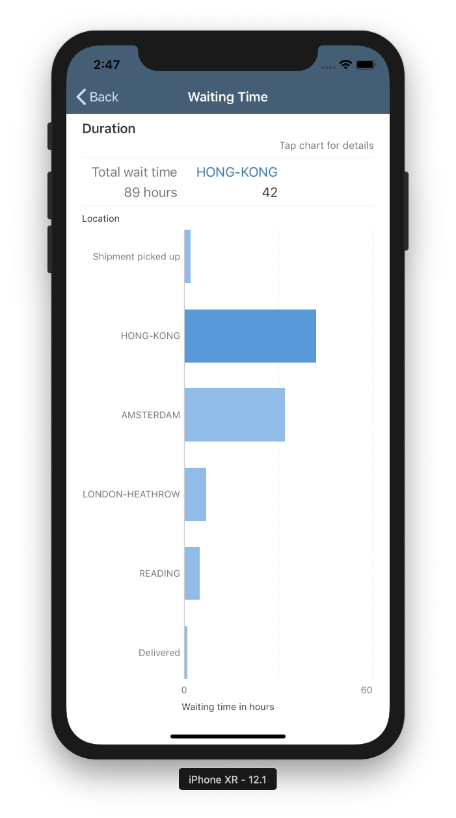 2:47
Back Waiting Time
Duration
Tap chart for details
Total wait time HONG-KONG
89 hours 42
Location
Shipment picked up
HONG-KONG
AMSTERDAM
LONDON-HEATHROW
READING
Delivered
0 60
Waiting time in hours
iPhone XR - 12.1